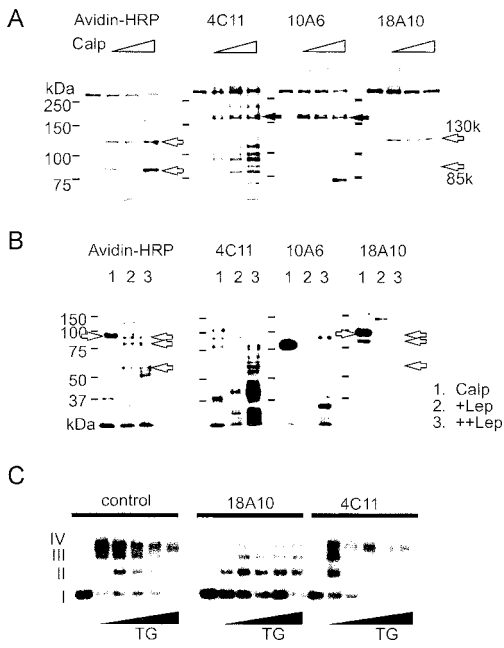 A
Avidin-HRP 4C11 10A6 18A10
Calp
kDa
250
150
130k
100
75
85k
B
Avidin-HRP 4C11 10A6 18A10
1 2 3 1 2 3 1 2 3 1 2 3
150
100
75
50
37
kDa
1. Calp
2. +Lep
3. ++Lep
C
control 18A10 4C11
IV
III
II
I
TG TG TG